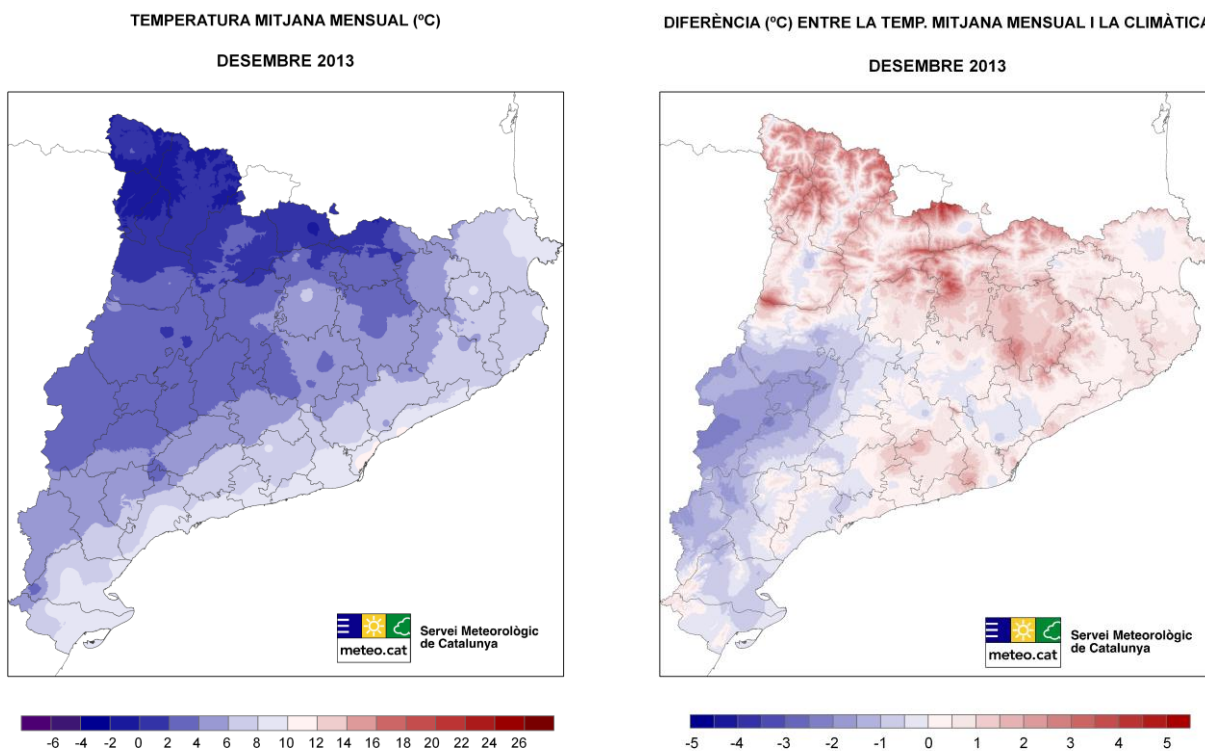 TEMPERATURA MITJANA MENSUAL (ºC)
DESEMBRE 2013
Servei Meteorològic
de Catalunya
meteo.cat
-6 -4 -2 0 2 4 6 8 10 12 14 16 18 20 22 24 26
DIFERÈNCIA (ºC) ENTRE LA TEMP. MITJANA MENSUAL I LA CLIMÀTICA
DESEMBRE 2013
Servei Meteorològic
de Catalunya
meteo.cat
-5 -4 -3 -2 -1 0 1 2 3 4 5